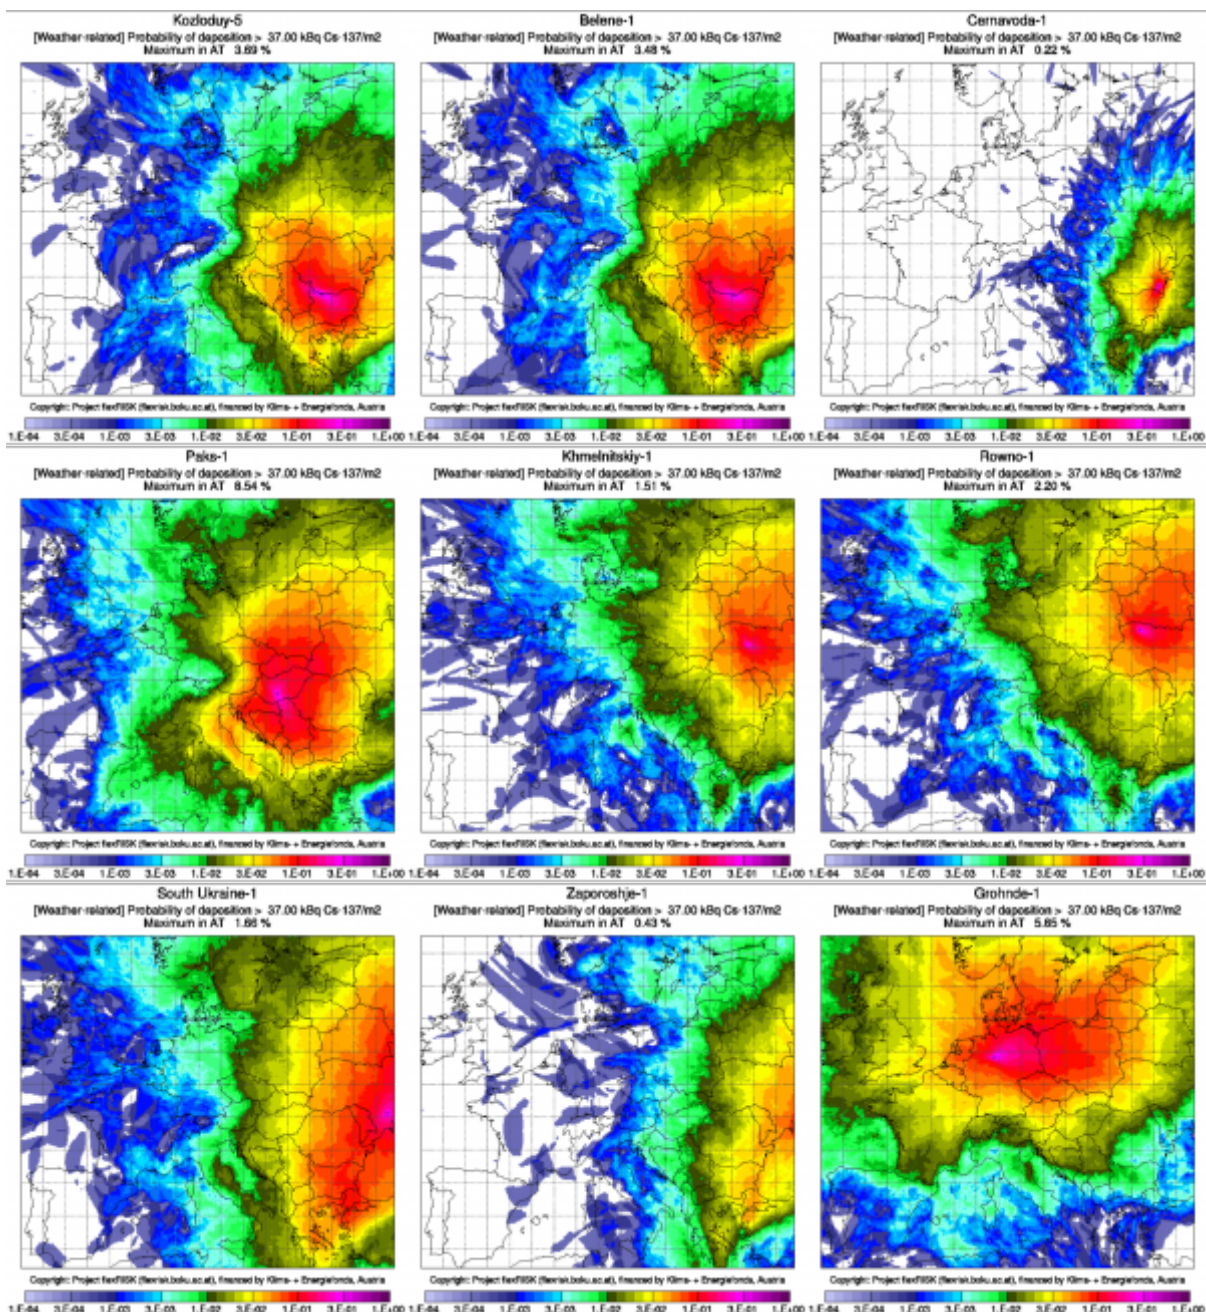 Kozloduy-5
[Weather-related] Probability of deposition > 37.00 kBq Cs-137/m2
Maximum in AT 3.69 %
Copyright: Project flexRISK (flexrisk.boku.ac.at), financed by Klima- + Energiefonds, Austria
1.E-04 3.E-04 1.E-03 3.E-03 1.E-02 3.E-02 1.E-01 3.E-01 1.E+00
Belene-1
[Weather-related] Probability of deposition > 37.00 kBq Cs-137/m2
Maximum in AT 3.48 %
Copyright: Project flexRISK (flexrisk.boku.ac.at), financed by Klima- + Energiefonds, Austria
1.E-04 3.E-04 1.E-03 3.E-03 1.E-02 3.E-02 1.E-01 3.E-01 1.E+00
Cernavoda-1
[Weather-related] Probability of deposition > 37.00 kBq Cs-137/m2
Maximum in AT 0.22 %
Copyright: Project flexRISK (flexrisk.boku.ac.at), financed by Klima- + Energiefonds, Austria
1.E-04 3.E-04 1.E-03 3.E-03 1.E-02 3.E-02 1.E-01 3.E-01 1.E+00
Paks-1
[Weather-related] Probability of deposition > 37.00 kBq Cs-137/m2
Maximum in AT 8.54 %
Copyright: Project flexRISK (flexrisk.boku.ac.at), financed by Klima- + Energiefonds, Austria
1.E-04 3.E-04 1.E-03 3.E-03 1.E-02 3.E-02 1.E-01 3.E-01 1.E+00
Khmelnitskiy-1
[Weather-related] Probability of deposition > 37.00 kBq Cs-137/m2
Maximum in AT 1.51 %
Copyright: Project flexRISK (flexrisk.boku.ac.at), financed by Klima- + Energiefonds, Austria
1.E-04 3.E-04 1.E-03 3.E-03 1.E-02 3.E-02 1.E-01 3.E-01 1.E+00
Rowno-1
[Weather-related] Probability of deposition > 37.00 kBq Cs-137/m2
Maximum in AT 2.20 %
Copyright: Project flexRISK (flexrisk.boku.ac.at), financed by Klima- + Energiefonds, Austria
1.E-04 3.E-04 1.E-03 3.E-03 1.E-02 3.E-02 1.E-01 3.E-01 1.E+00
South Ukraine-1
[Weather-related] Probability of deposition > 37.00 kBq Cs-137/m2
Maximum in AT 1.66 %
Copyright: Project flexRISK (flexrisk.boku.ac.at), financed by Klima- + Energiefonds, Austria
1.E-04 3.E-04 1.E-03 3.E-03 1.E-02 3.E-02 1.E-01 3.E-01 1.E+00
Zaporoshje-1
[Weather-related] Probability of deposition > 37.00 kBq Cs-137/m2
Maximum in AT 0.43 %
Copyright: Project flexRISK (flexrisk.boku.ac.at), financed by Klima- + Energiefonds, Austria
1.E-04 3.E-04 1.E-03 3.E-03 1.E-02 3.E-02 1.E-01 3.E-01 1.E+00
Grohnde-1
[Weather-related] Probability of deposition > 37.00 kBq Cs-137/m2
Maximum in AT 5.65 %
Copyright: Project flexRISK (flexrisk.boku.ac.at), financed by Klima- + Energiefonds, Austria
1.E-04 3.E-04 1.E-03 3.E-03 1.E-02 3.E-02 1.E-01 3.E-01 1.E+00